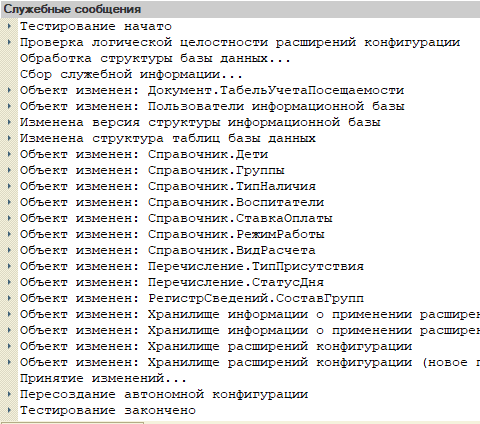 Служебные сообщения
Тестирование начато
Проверка логической целостности расширений конфигурации
Обработка структуры базы данных...
Сбор служебной информации...
Объект изменен: Документ.ТабельУчетаПосещаемости
Объект изменен: Пользователи информационной базы
Изменена версия структуры информационной базы
Изменена структура таблиц базы данных
Объект изменен: Справочник.Дети
Объект изменен: Справочник.Группы
Объект изменен: Справочник.ТипНаличия
Объект изменен: Справочник.Воспитатели
Объект изменен: Справочник.СтавкаОплаты
Объект изменен: Справочник.РежимРаботы
Объект изменен: Справочник.ВидРасчета
Объект изменен: Перечисление.ТипПрисутствия
Объект изменен: Перечисление.СтатусДня
Объект изменен: РегистрСведений.СоставГрупп
Объект изменен: Хранилище информации о применении расширен
Объект изменен: Хранилище информации о применении расширен
Объект изменен: Хранилище расширений конфигурации
Объект изменен: Хранилище расширений конфигурации (новое п
Принятие изменений...
Пересоздание автономной конфигурации
Тестирование закончено